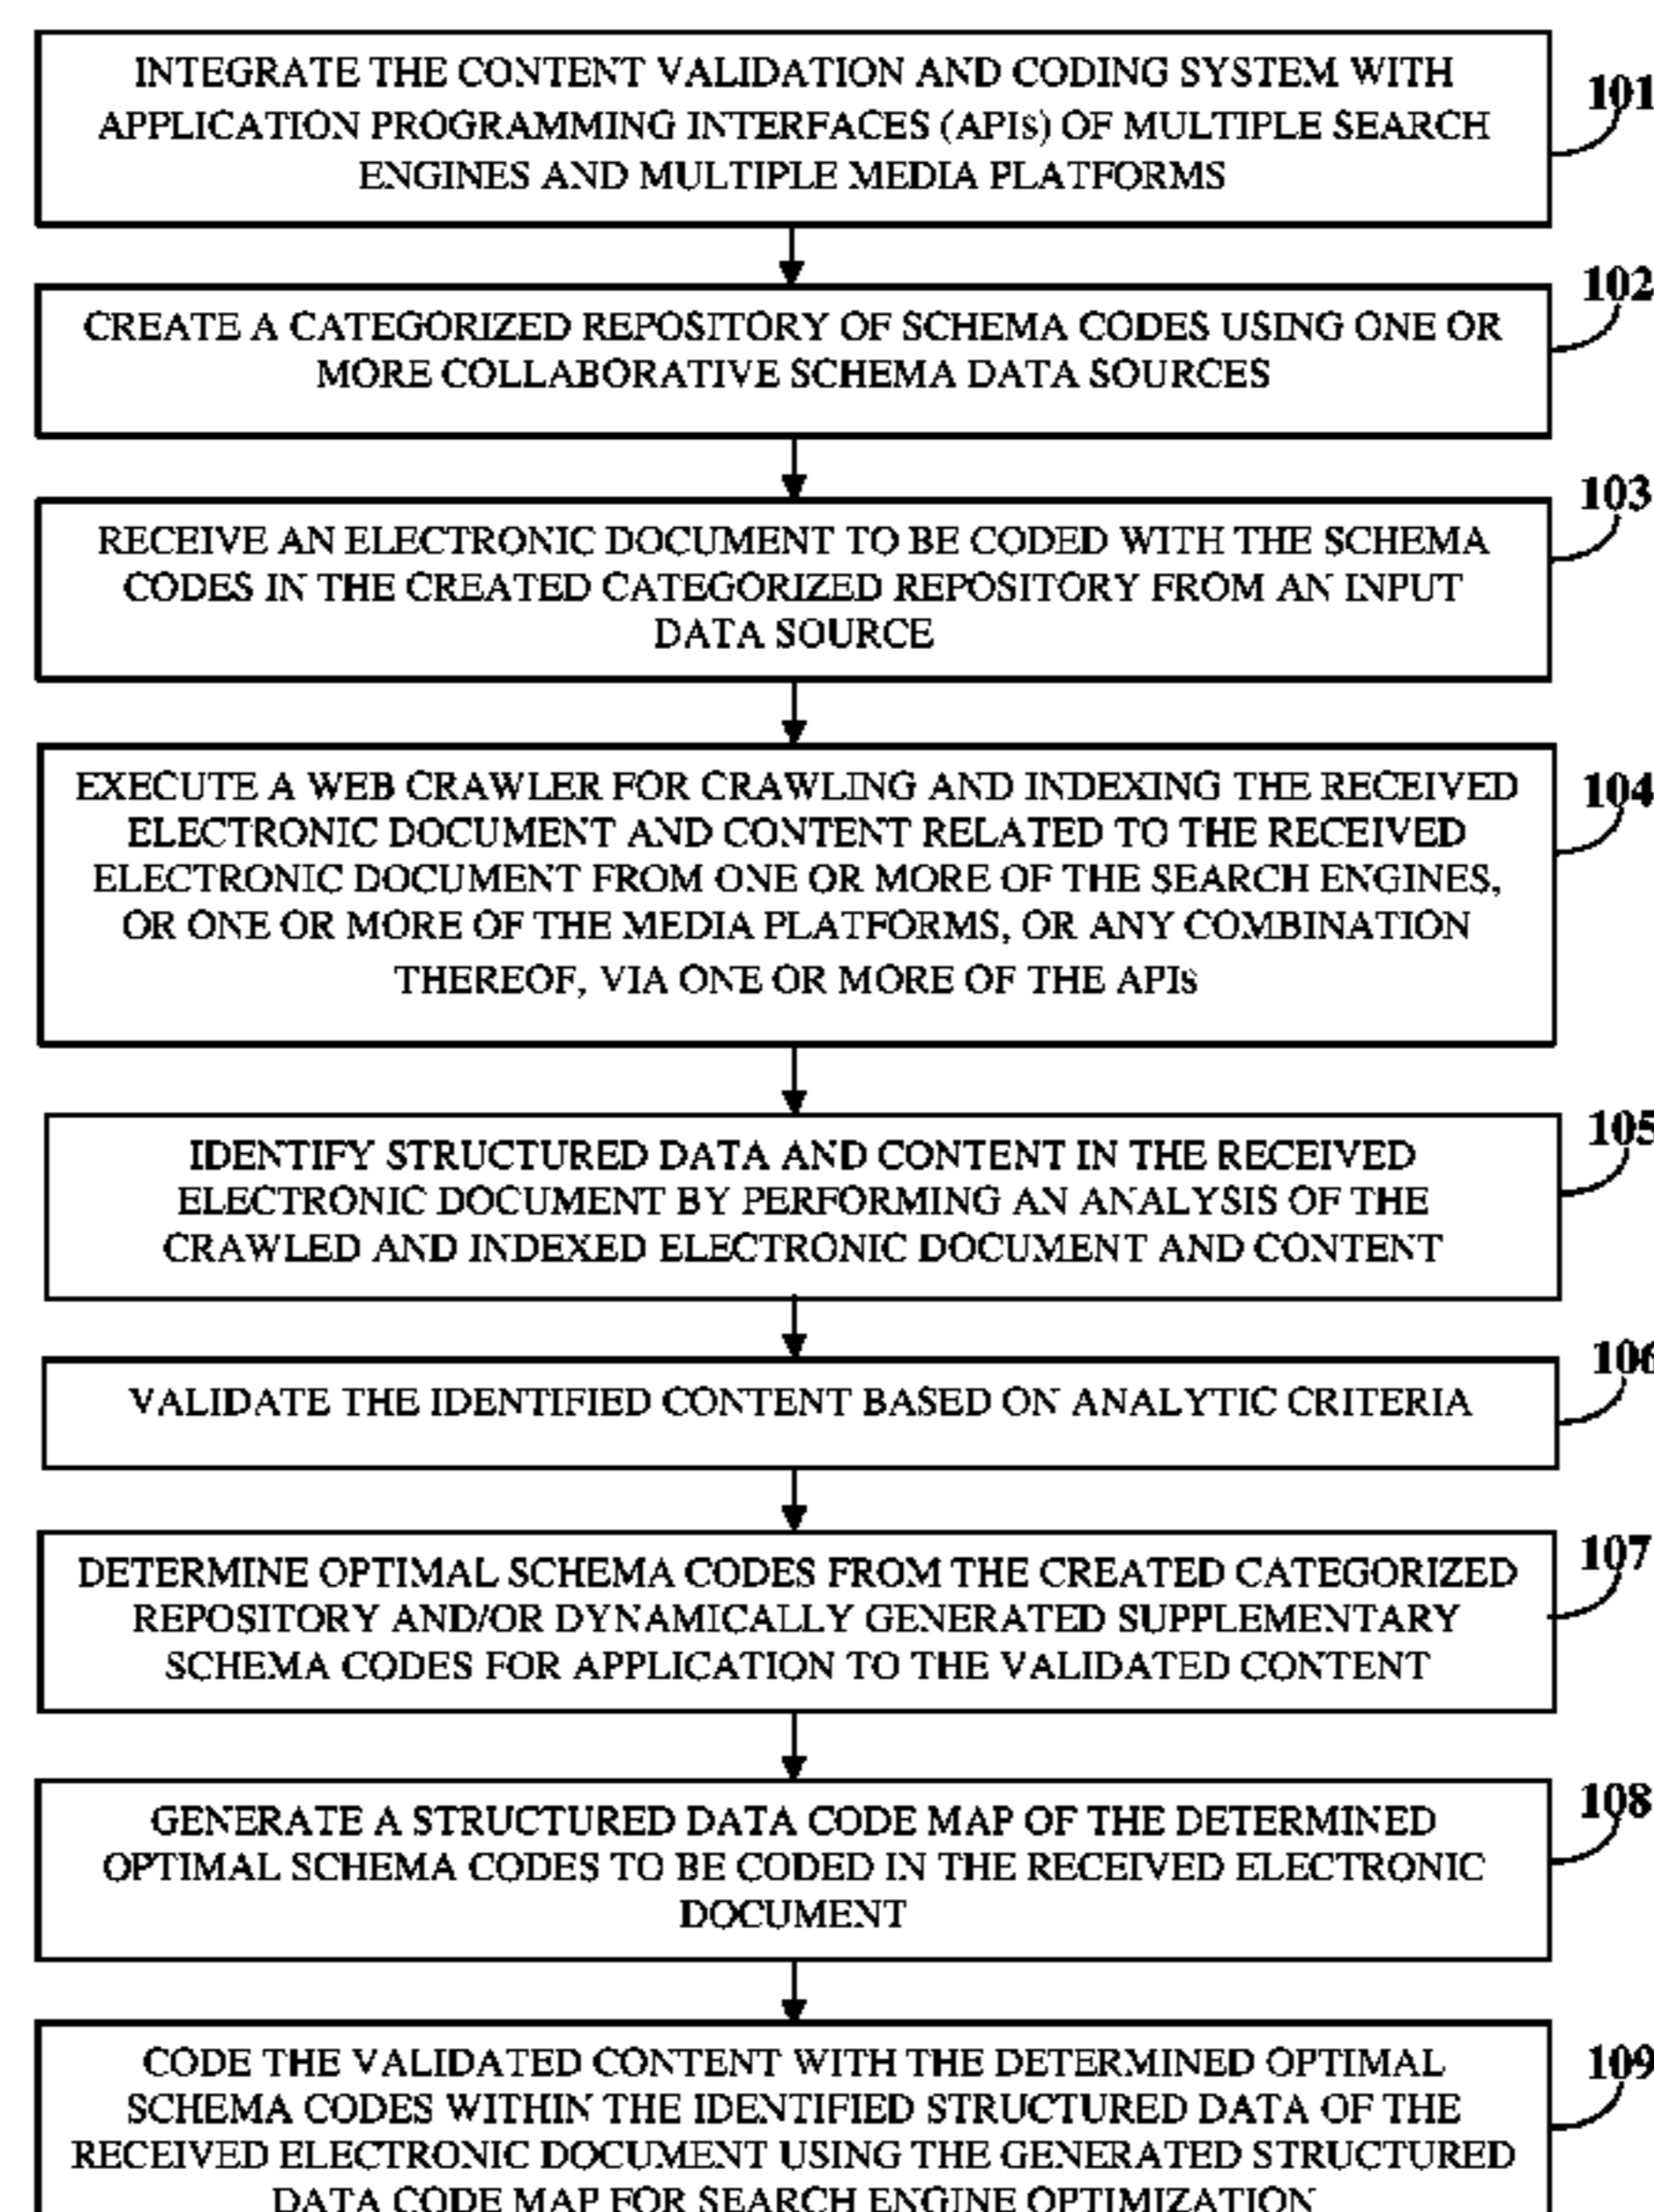 INTEGRATE THE CONTENT VALIDATION AND CODING SYSTEM WITH
APPLICATION PROGRAMMING INTERFACES (APIs) OF MULTIPLE SEARCH
ENGINES AND MULTIPLE MEDIA PLATFORMS
101
CREATE A CATEGORIZED REPOSITORY OF SCHEMA CODES USING ONE OR
MORE COLLABORATIVE SCHEMA DATA SOURCES
102
RECEIVE AN ELECTRONIC DOCUMENT TO BE CODED WITH THE SCHEMA
CODES IN THE CREATED CATEGORIZED REPOSITORY FROM AN INPUT
DATA SOURCE
103
EXECUTE A WEB CRAWLER FOR CRAWLING AND INDEXING THE RECEIVED
ELECTRONIC DOCUMENT AND CONTENT RELATED TO THE RECEIVED
ELECTRONIC DOCUMENT FROM ONE OR MORE OF THE SEARCH ENGINES,
OR ONE OR MORE OF THE MEDIA PLATFORMS, OR ANY COMBINATION
THEREOF, VIA ONE OR MORE OF THE APIs
104
IDENTIFY STRUCTURED DATA AND CONTENT IN THE RECEIVED
ELECTRONIC DOCUMENT BY PERFORMING AN ANALYSIS OF THE
CRAWLED AND INDEXED ELECTRONIC DOCUMENT AND CONTENT
105
VALIDATE THE IDENTIFIED CONTENT BASED ON ANALYTIC CRITERIA
106
DETERMINE OPTIMAL SCHEMA CODES FROM THE CREATED CATEGORIZED
REPOSITORY AND/OR DYNAMICALLY GENERATED SUPPLEMENTARY
SCHEMA CODES FOR APPLICATION TO THE VALIDATED CONTENT
107
GENERATE A STRUCTURED DATA CODE MAP OF THE DETERMINED
OPTIMAL SCHEMA CODES TO BE CODED IN THE RECEIVED ELECTRONIC
DOCUMENT
108
CODE THE VALIDATED CONTENT WITH THE DETERMINED OPTIMAL
SCHEMA CODES WITHIN THE IDENTIFIED STRUCTURED DATA OF THE
RECEIVED ELECTRONIC DOCUMENT USING THE GENERATED STRUCTURED
DATA CODE MAP FOR SEARCH ENGINE OPTIMIZATION
109